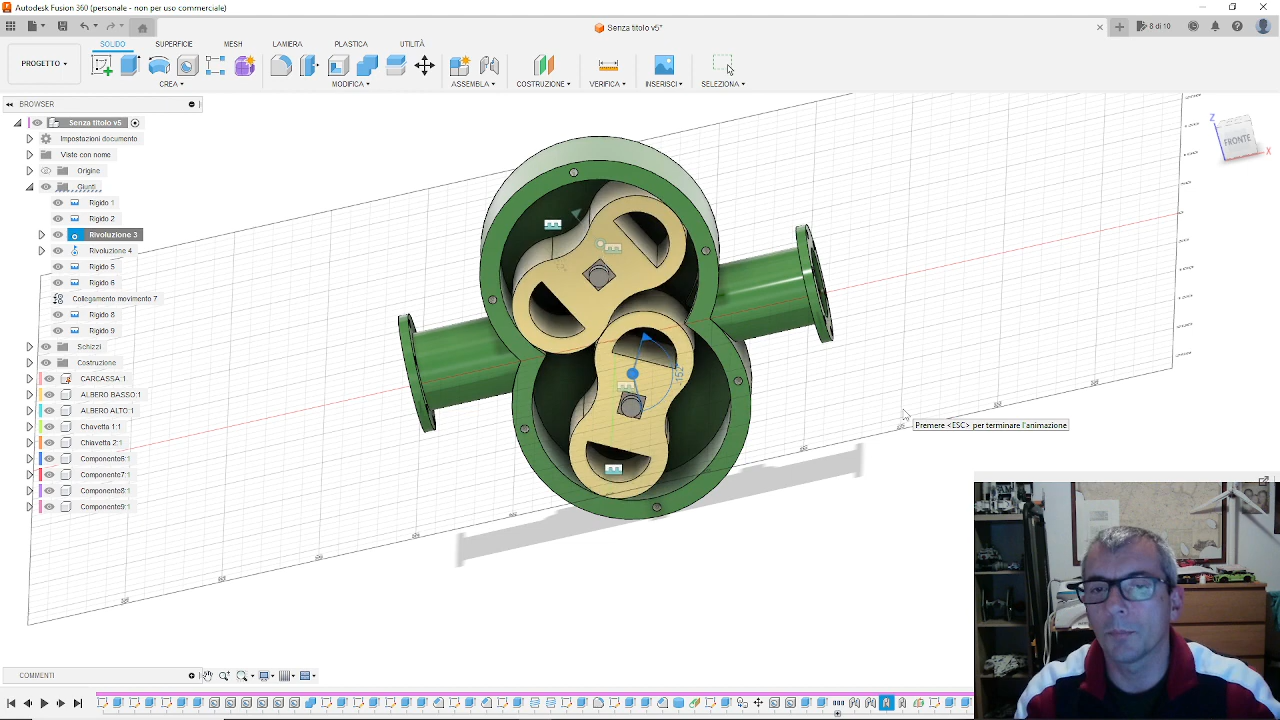 Autodesk Fusion 360 (personale - non per uso commerciale)
Senza titolo v5*
8 di 10
SOLIDO SUPERFICIE MESH LAMIERA PLASTICA UTILITÀ
PROGETTO
CREA MODIFICA ASSEMBLA COSTRUZIONE VERIFICA INSERISCI SELEZIONA
BROWSER
Senza titolo v5
Impostazioni documento
Viste con nome
Origine
Giunti
Rigido 1
Rigido 2
Rivoluzione 3
Rivoluzione 4
Rigido 5
Rigido 6
Collegamento movimento 7
Rigido 8
Rigido 9
Schizzi
Costruzione
CARCASSA:1
ALBERO BASSO:1
ALBERO ALTO:1
Chavetta 1:1
Chiavetta 2:1
Componente6:1
Componente7:1
Componente8:1
Componente9:1
Z
FRONTE
X
Premere <ESC> per terminare l'animazione
COMMENTI